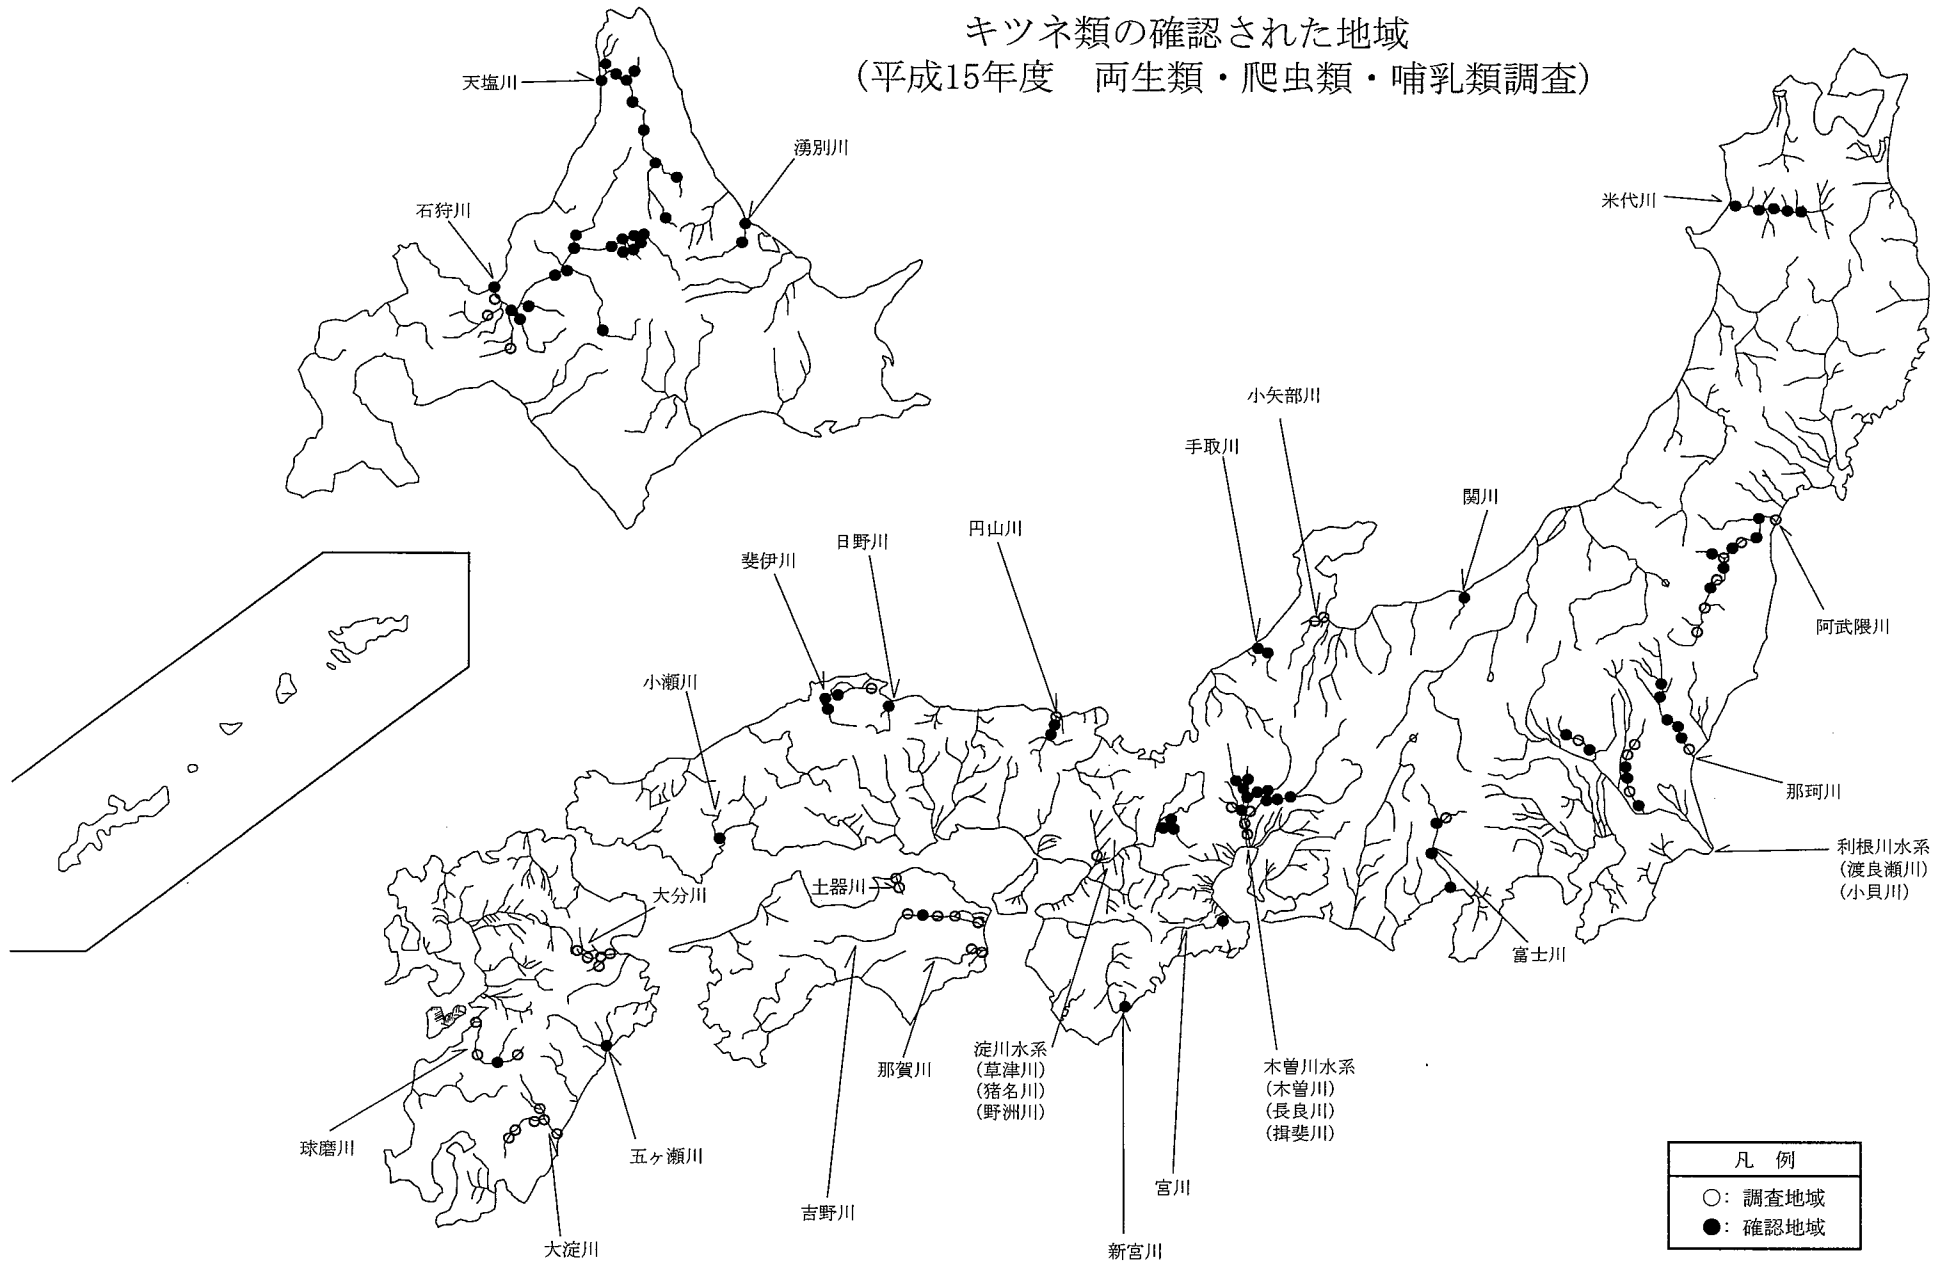 キツネ類の確認された地域
(平成15年度　両生類・爬虫類・哺乳類調査)
天塩川
湧別川
石狩川
米代川
小矢部川
手取川
関川
円山川
日野川
斐伊川
阿武隈川
小瀬川
那珂川
利根川水系
(渡良瀬川)
(小貝川)
土器川
大分川
富士川
淀川水系
(草津川)
(猪名川)
(野洲川)
那賀川
木曽川水系
(木曽川)
(長良川)
(揖斐川)
球磨川
五ヶ瀬川
宮川
吉野川
大淀川
新宮川
凡　例
○：調査地域
●：確認地域